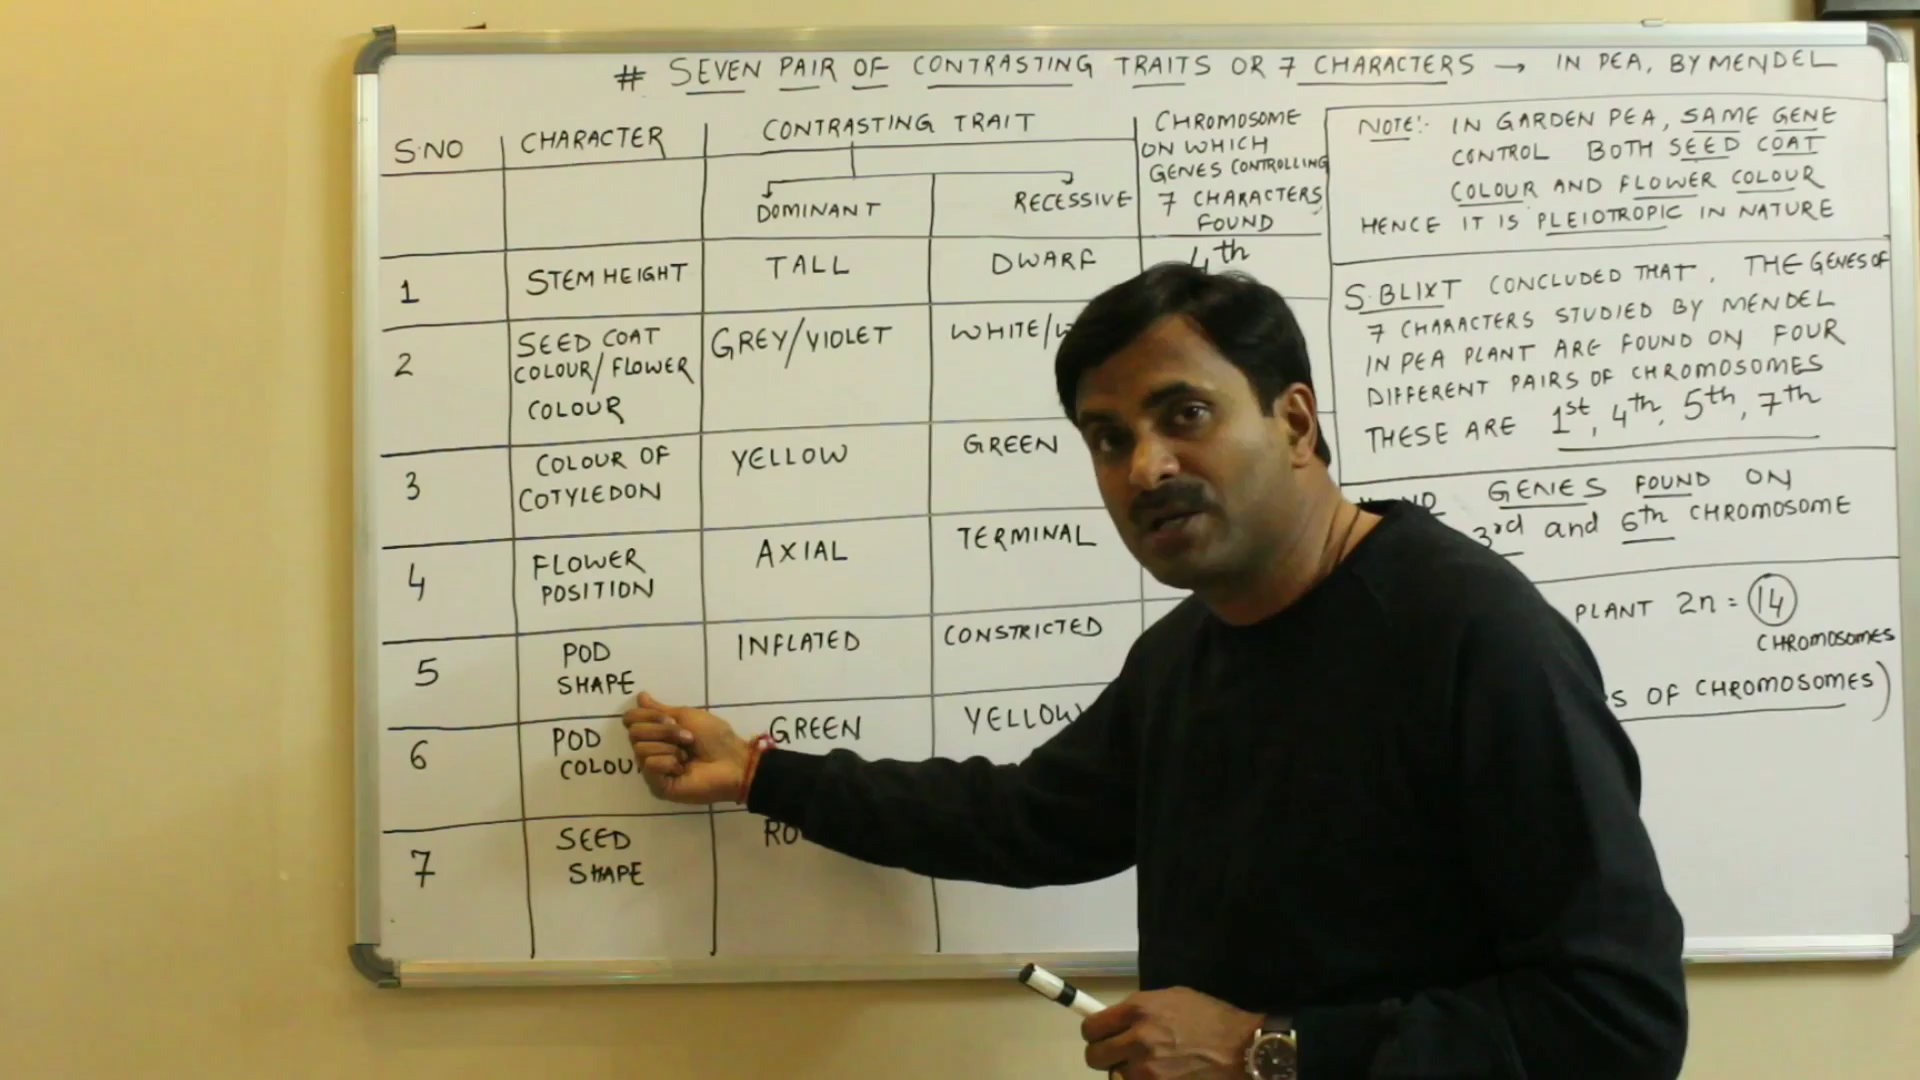 # SEVEN PAIR OF CONTRASTING TRAITS OR 7 CHARACTERS → IN PEA, BY MENDEL
S.NO
CHARACTER
CONTRASTING TRAIT
DOMINANT
RECESSIVE
CHROMOSOME
ON WHICH
GENES CONTROLLING
7 CHARACTERS
FOUND
1
STEM HEIGHT
TALL
DWARF
4th
2
SEED COAT
COLOUR/FLOWER
COLOUR
GREY/VIOLET
WHITE/
3
COLOUR OF
COTYLEDON
YELLOW
GREEN
4
FLOWER
POSITION
AXIAL
TERMINAL
5
POD
SHAPE
INFLATED
CONSTRICTED
6
POD
COLOU
GREEN
YELLOW
7
SEED
SHAPE
NOTE:- IN GARDEN PEA, SAME GENE
CONTROL BOTH SEED COAT
COLOUR AND FLOWER COLOUR
HENCE IT IS PLEIOTROPIC IN NATURE
S.BLIXT CONCLUDED THAT, THE GENES OF
7 CHARACTERS STUDIED BY MENDEL
IN PEA PLANT ARE FOUND ON FOUR
DIFFERENT PAIRS OF CHROMOSOMES
THESE ARE 1st, 4th, 5th, 7th
GENES FOUND ON
3rd and 6th CHROMOSOME
PLANT 2n = 14
CHROMOSOMES
S OF CHROMOSOMES)